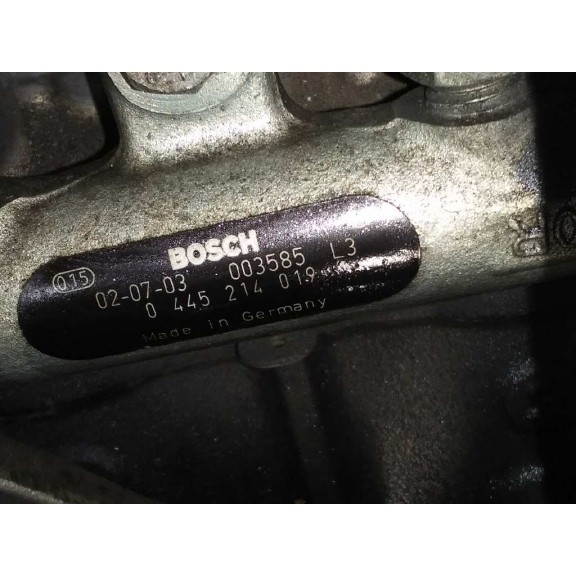 BOSCH
015 02-07-03 003585 L3
0 445 214 019
Made in Germany